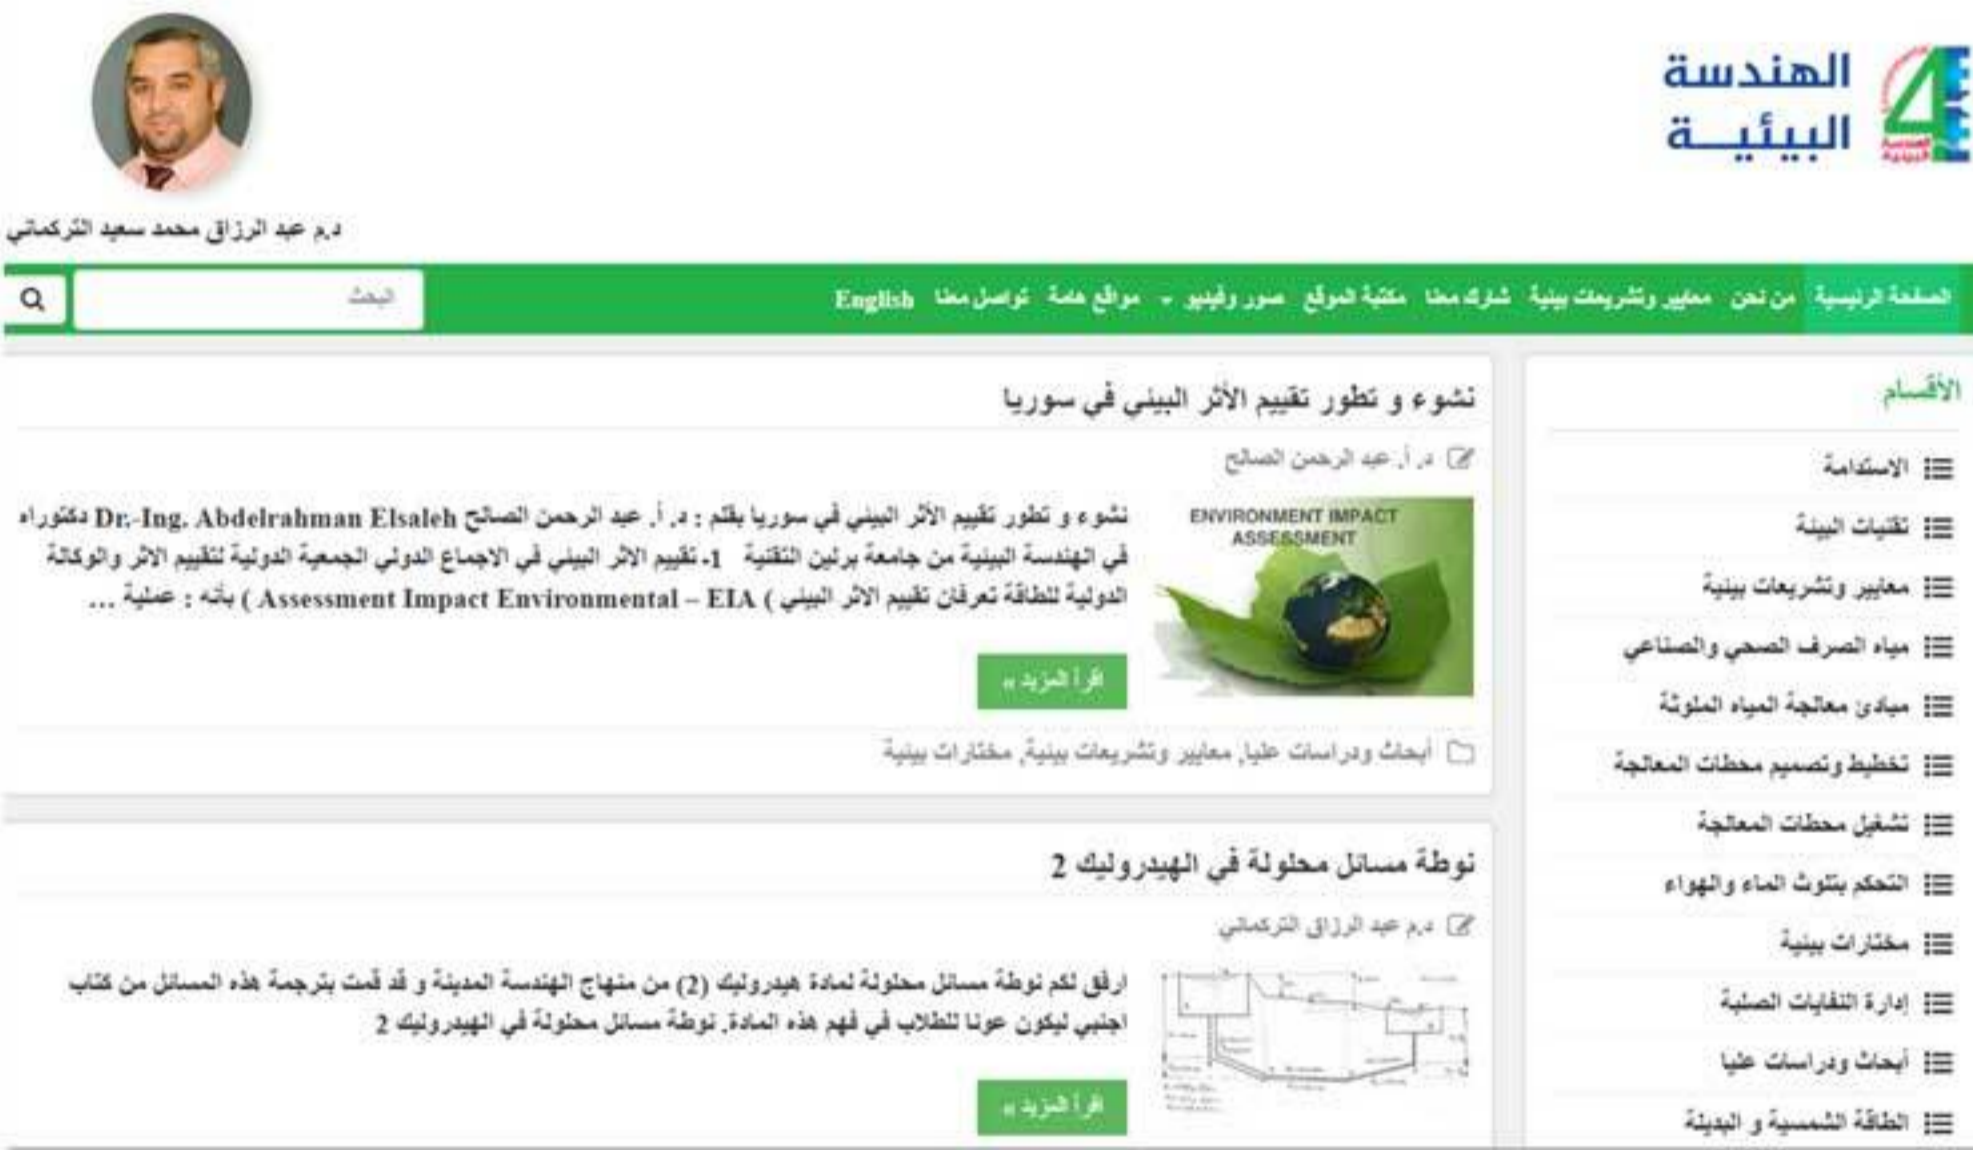 الهندسة
البيئية
الهندسة
البيئية
د.م عبد الرزاق محمد سعيد التركماني
الصفحة الرئيسية من نحن معايير وتشريعات بيئية شارك معنا مكتبة الموقع صور وفيديو مواقع هامة تواصل معنا English
البحث
الأقسام
الاستدامة
تقنيات البيئة
معايير وتشريعات بيئية
مياه الصرف الصحي والصناعي
مبادئ معالجة المياه الملوثة
تخطيط وتصميم محطات المعالجة
تشغيل محطات المعالجة
التحكم بتلوث الماء والهواء
مختارات بيئية
إدارة النفايات الصلبة
أبحاث ودراسات عليا
الطاقة الشمسية و البديلة
نشوء و تطور تقييم الأثر البيئي في سوريا
د. أ. عبد الرحمن الصالح
ENVIRONMENT IMPACT
ASSESSMENT
نشوء و تطور تقييم الأثر البيئي في سوريا بقلم : د. أ. عبد الرحمن الصالح Dr.-Ing. Abdelrahman Elsaleh دكتوراه
في الهندسة البيئية من جامعة برلين التقنية 1. تقييم الاثر البيئي في الاجماع الدولي الجمعية الدولية لتقييم الاثر والوكالة
الدولية للطاقة تعرفان تقييم الاثر البيئي ) Assessment Impact Environmental – EIA ) بأنه : عملية ...
اقرأ المزيد »
أبحاث ودراسات عليا, معايير وتشريعات بيئية, مختارات بيئية
نوطة مسائل محلولة في الهيدروليك 2
د.م عبد الرزاق التركماني
ارفق لكم نوطة مسائل محلولة لمادة هيدروليك (2) من منهاج الهندسة المدينة و قد قمت بترجمة هذه المسائل من كتاب
اجنبي ليكون عونا للطلاب في فهم هذه المادة. نوطة مسائل محلولة في الهيدروليك 2
اقرأ المزيد »